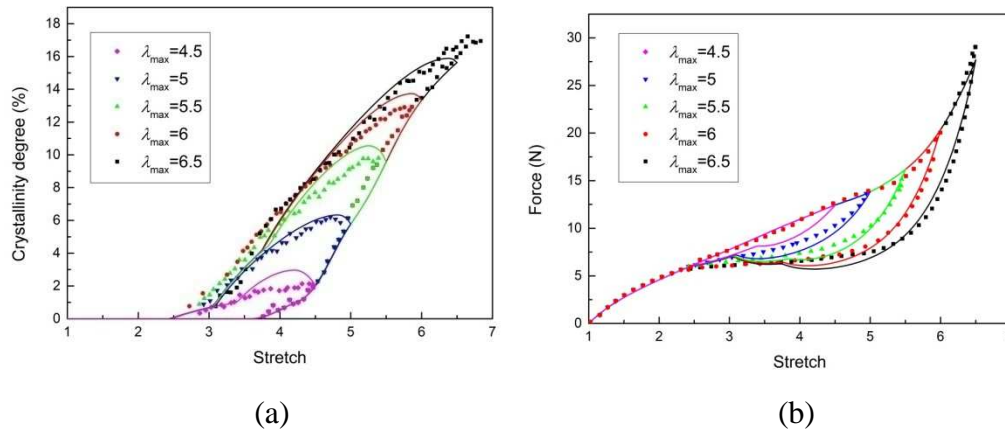 18
16
14
12
10
8
6
4
2
0
Crystallinity degree (%)
λmax=4.5
λmax=5
λmax=5.5
λmax=6
λmax=6.5
1 2 3 4 5 6 7
Stretch
(a)
30
25
20
15
10
5
0
Force (N)
λmax=4.5
λmax=5
λmax=5.5
λmax=6
λmax=6.5
1 2 3 4 5 6
Stretch
(b)